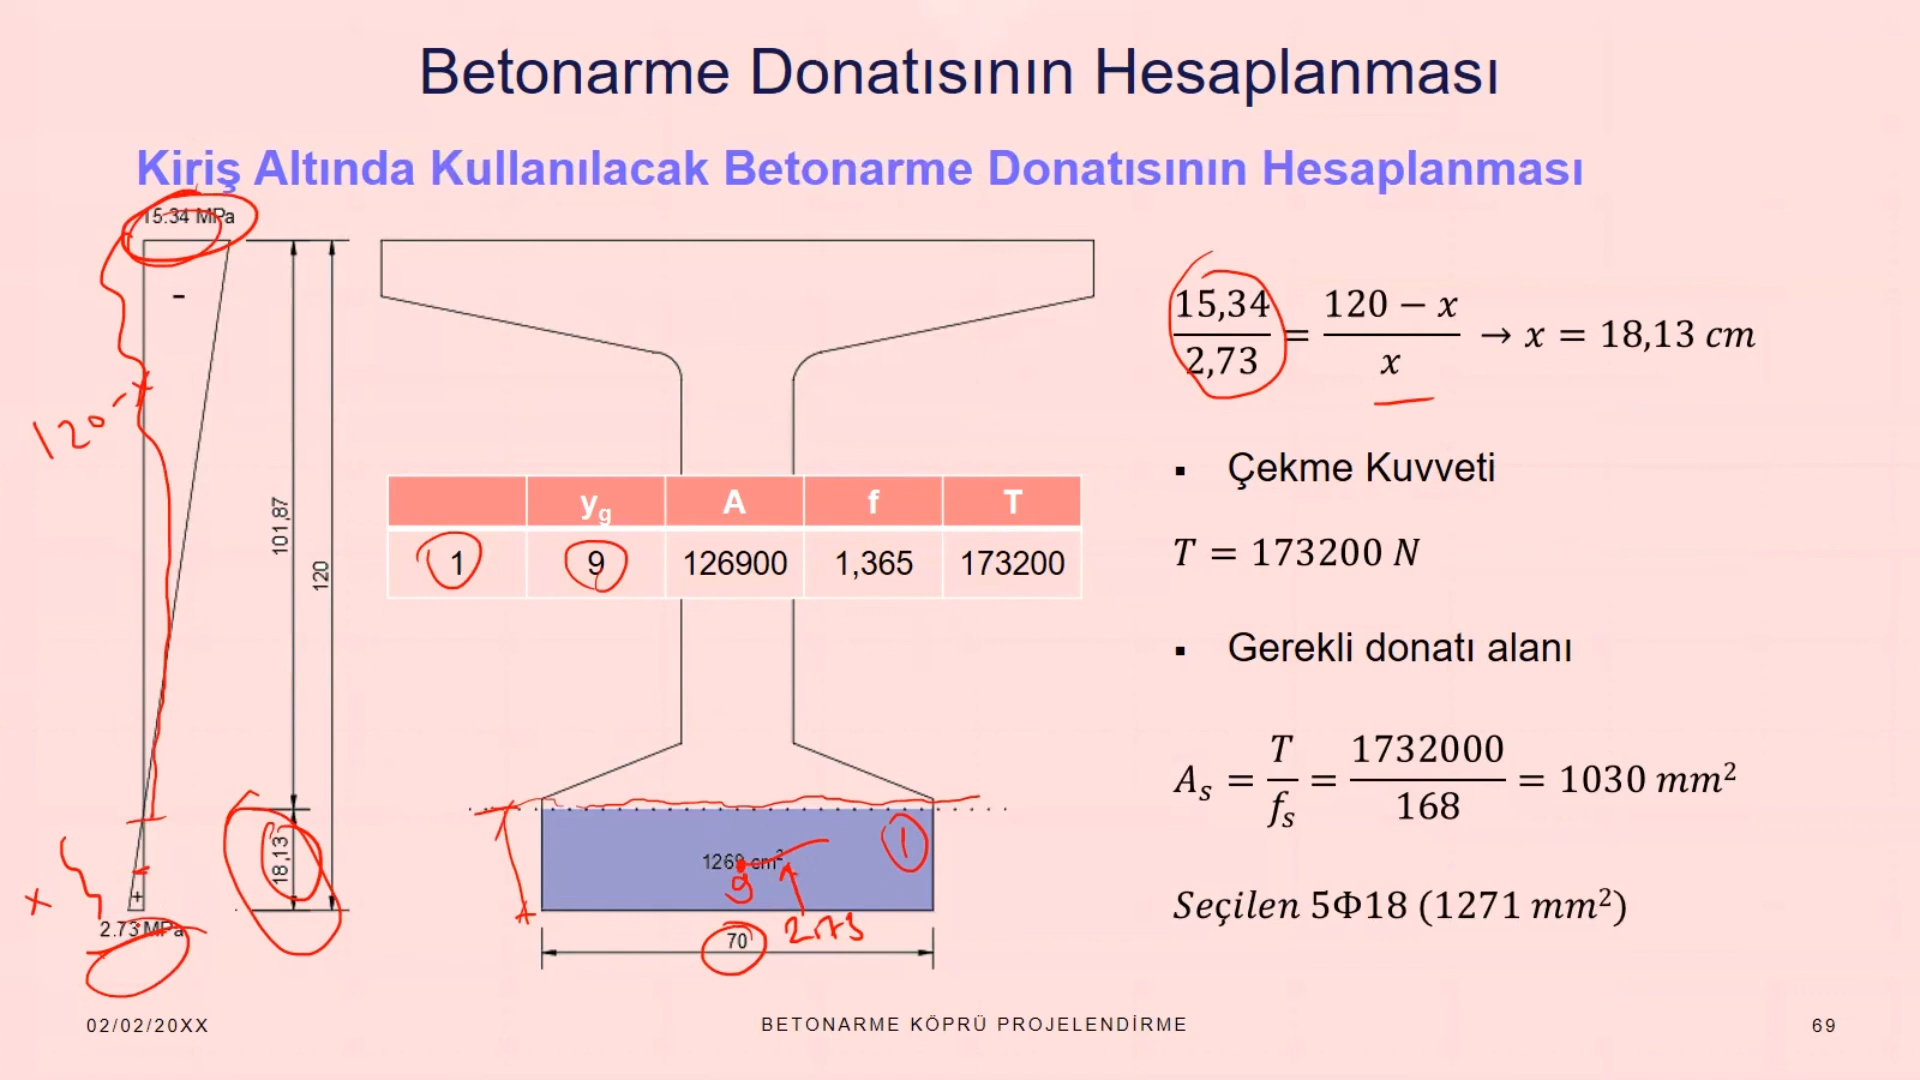 Betonarme Donatısının Hesaplanması
Kiriş Altında Kullanılacak Betonarme Donatısının Hesaplanması
15.34 MPa
-
120-x
101,87
120
18,13
x
+
2.73 MPa
y_g A f T
1 9 126900 1,365 173200
1
1269 cm²
9
2.73
70
15,34/2,73 = (120 − x)/x → x = 18,13 cm
▪ Çekme Kuvveti
T = 173200 N
▪ Gerekli donatı alanı
A_s = T/f_s = 1732000/168 = 1030 mm²
Seçilen 5Φ18 (1271 mm²)
02/02/20XX
BETONARME KÖPRÜ PROJELENDİRME
69